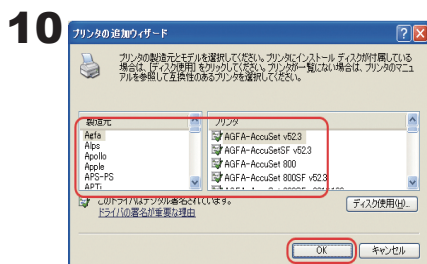 10
プリンタの追加ウィザード
プリンタの製造元とモデルを選択してください。プリンタにインストール ディスクが付属している
場合は、[ディスク使用] をクリックしてください。プリンタが一覧にない場合は、プリンタのマニュ
アルを参照して互換性のあるプリンタを選択してください。
製造元
Agfa
Alps
Apollo
Apple
APS-PS
APTi
プリンタ
AGFA-AccuSet v52.3
AGFA-AccuSetSF v52.3
AGFA-AccuSet 800
AGFA-AccuSet 800SF v52.3
このドライバはデジタル署名されています。
ドライバの署名が重要な理由
ディスク使用(H)...
OK
キャンセル